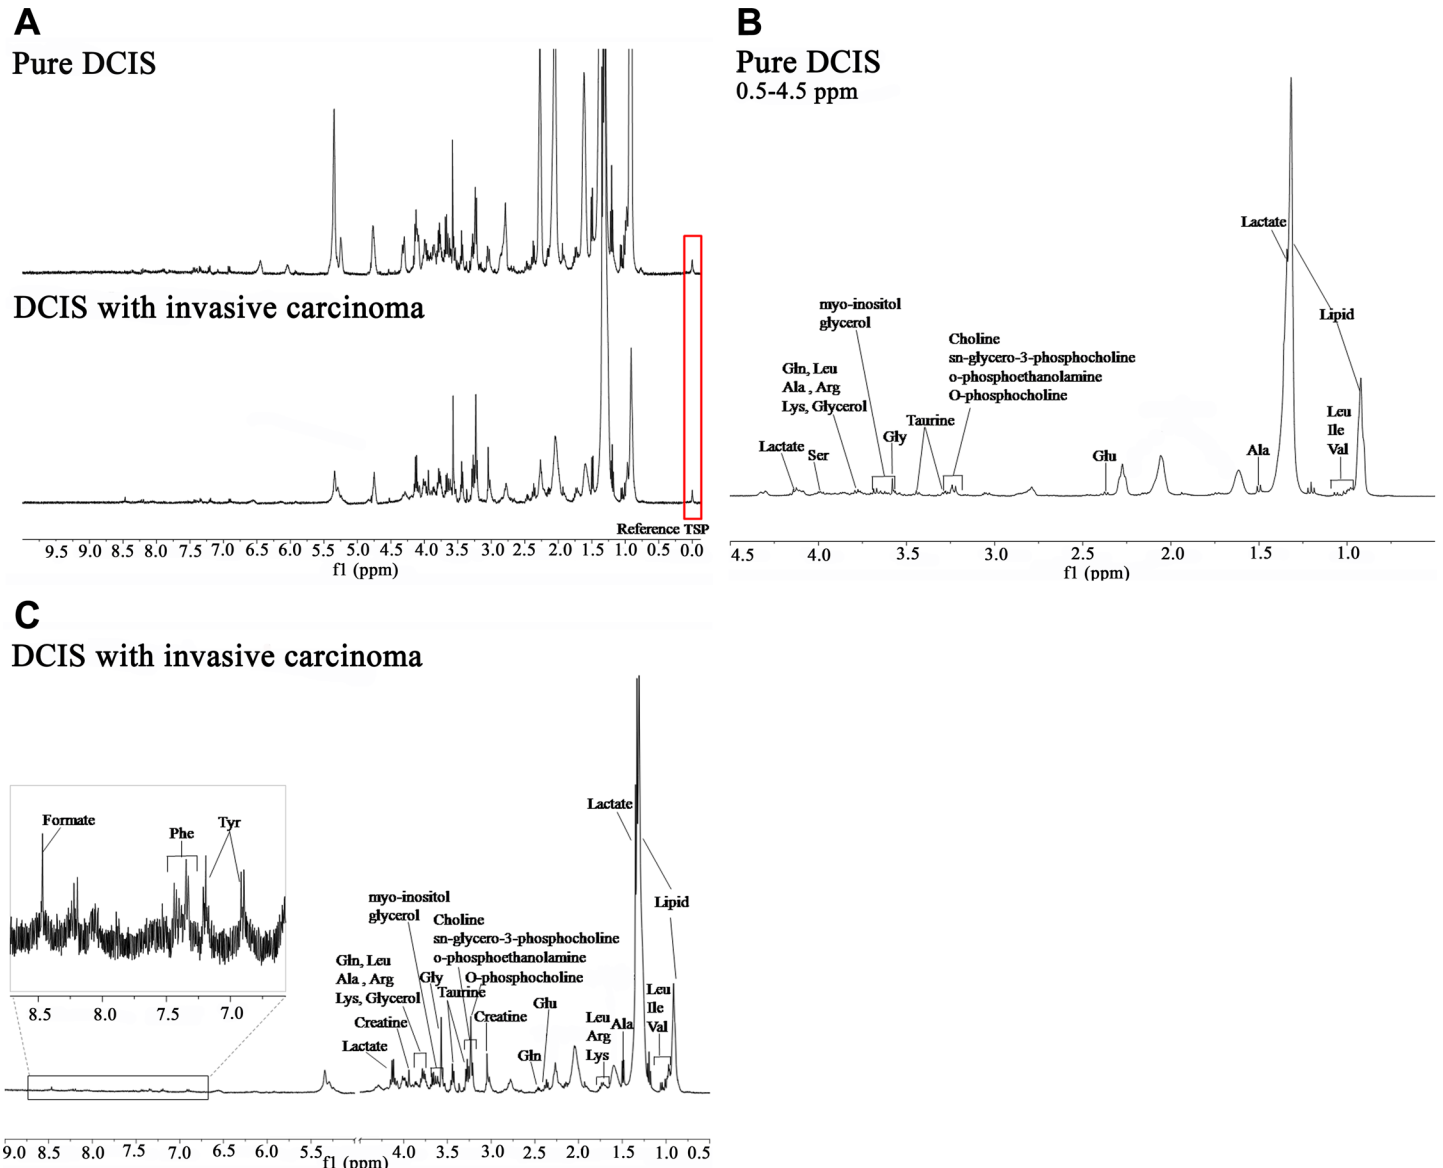 A
Pure DCIS
DCIS with invasive carcinoma
Reference TSP
9.5 9.0 8.5 8.0 7.5 7.0 6.5 6.0 5.5 5.0 4.5 4.0 3.5 3.0 2.5 2.0 1.5 1.0 0.5 0.0
f1 (ppm)
B
Pure DCIS
0.5-4.5 ppm
Lactate
Lipid
myo-inositol
glycerol
Choline
sn-glycero-3-phosphocholine
o-phosphoethanolamine
O-phosphocholine
Gln, Leu
Ala , Arg
Lys, Glycerol
Taurine
Gly
Leu
Ile
Val
Lactate
Ser
Glu
Ala
4.5 4.0 3.5 3.0 2.5 2.0 1.5 1.0
f1 (ppm)
C
DCIS with invasive carcinoma
Formate
Phe
Tyr
8.5 8.0 7.5 7.0
Lactate
Lipid
myo-inositol
glycerol
Choline
sn-glycero-3-phosphocholine
o-phosphoethanolamine
O-phosphocholine
Gln, Leu
Ala , Arg
Lys, Glycerol
Gly
Taurine
Creatine
Creatine
Lactate
Glu
Gln
Leu
Arg
Lys
Ala
Leu
Ile
Val
9.0 8.5 8.0 7.5 7.0 6.5 6.0 5.5 4.0 3.5 3.0 2.5 2.0 1.5 1.0 0.5
f1 (ppm)